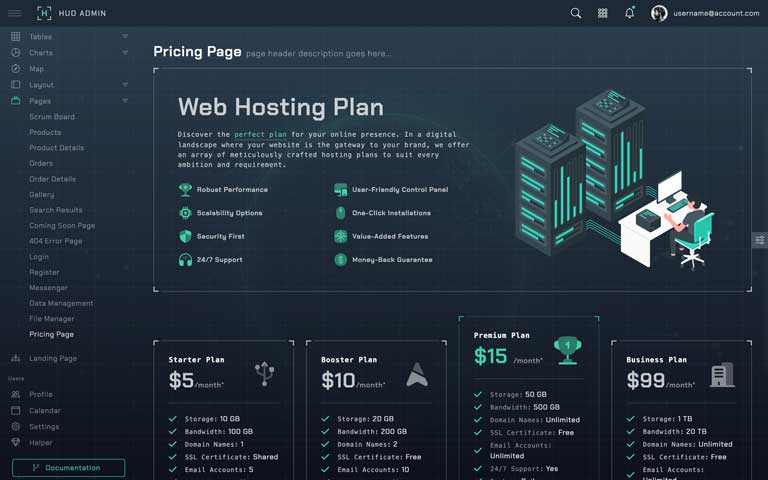 HUD ADMIN
username@account.com
Tables
Charts
Map
Layout
Pages
Scrum Board
Products
Product Details
Orders
Order Details
Gallery
Search Results
Coming Soon Page
404 Error Page
Login
Register
Messenger
Data Management
File Manager
Pricing Page
Landing Page
Users
Profile
Calendar
Settings
Helper
Documentation
Pricing Page page header description goes here...
Web Hosting Plan
Discover the perfect plan for your online presence. In a digital
landscape where your website is the gateway to your brand, we offer
an array of meticulously crafted hosting plans to suit every
ambition and requirement.
Robust Performance
User-Friendly Control Panel
Scalability Options
One-Click Installations
Security First
Value-Added Features
24/7 Support
Money-Back Guarantee
Starter Plan
$5/month*
Storage: 10 GB
Bandwidth: 100 GB
Domain Names: 1
SSL Certificate: Shared
Email Accounts: 5
Booster Plan
$10/month*
Storage: 20 GB
Bandwidth: 200 GB
Domain Names: 2
SSL Certificate: Free
Email Accounts: 10
Premium Plan
$15 /month*
1
Storage: 50 GB
Bandwidth: 500 GB
Domain Names: Unlimited
SSL Certificate: Free
Email Accounts:
Unlimited
24/7 Support: Yes
Business Plan
$99/month*
Storage: 1 TB
Bandwidth: 20 TB
Domain Names: Unlimited
SSL Certificate: Free
Email Accounts: